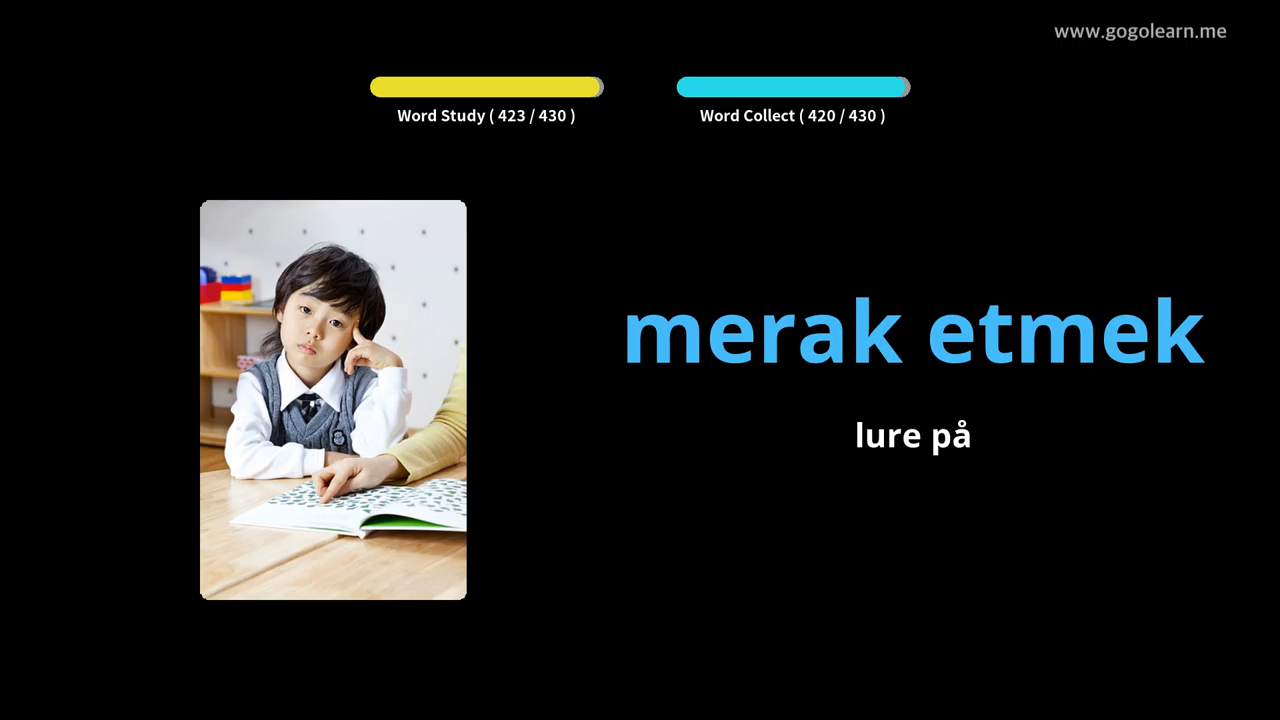 www.gogolearn.me
Word Study ( 423 / 430 )
Word Collect ( 420 / 430 )
merak etmek
lure på